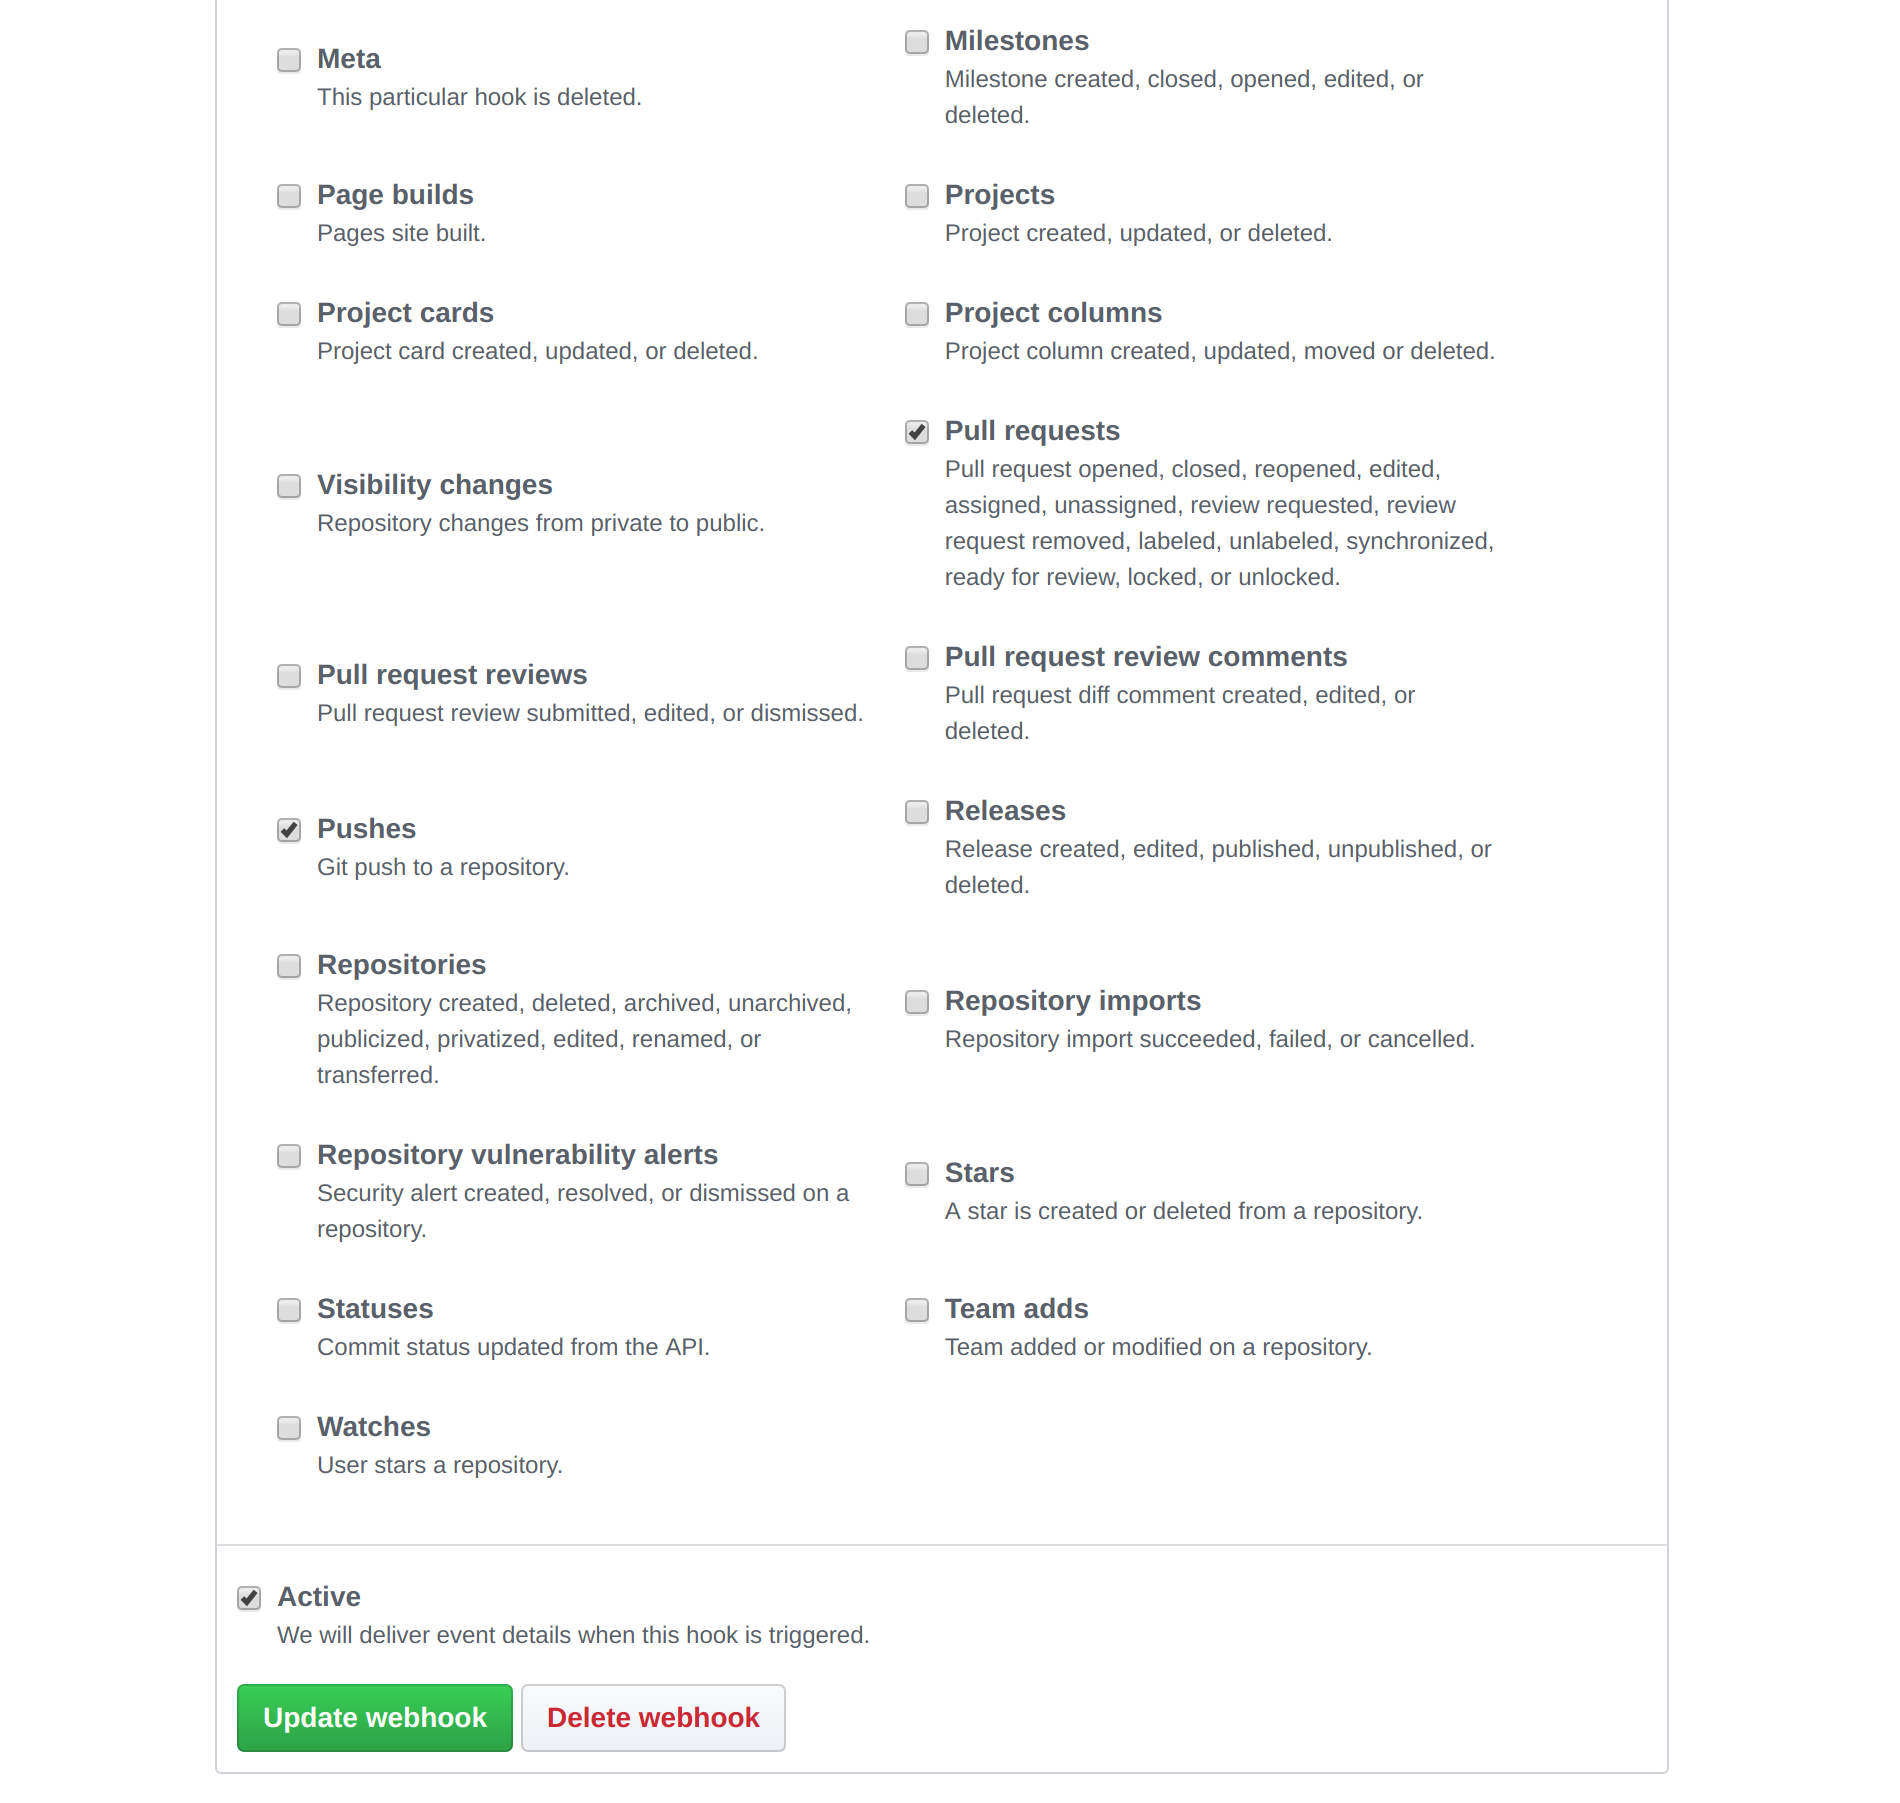 Meta
This particular hook is deleted.
Milestones
Milestone created, closed, opened, edited, or
deleted.
Page builds
Pages site built.
Projects
Project created, updated, or deleted.
Project cards
Project card created, updated, or deleted.
Project columns
Project column created, updated, moved or deleted.
Visibility changes
Repository changes from private to public.
Pull requests
Pull request opened, closed, reopened, edited,
assigned, unassigned, review requested, review
request removed, labeled, unlabeled, synchronized,
ready for review, locked, or unlocked.
Pull request reviews
Pull request review submitted, edited, or dismissed.
Pull request review comments
Pull request diff comment created, edited, or
deleted.
Pushes
Git push to a repository.
Releases
Release created, edited, published, unpublished, or
deleted.
Repositories
Repository created, deleted, archived, unarchived,
publicized, privatized, edited, renamed, or
transferred.
Repository imports
Repository import succeeded, failed, or cancelled.
Repository vulnerability alerts
Security alert created, resolved, or dismissed on a
repository.
Stars
A star is created or deleted from a repository.
Statuses
Commit status updated from the API.
Team adds
Team added or modified on a repository.
Watches
User stars a repository.
Active
We will deliver event details when this hook is triggered.
Update webhook
Delete webhook